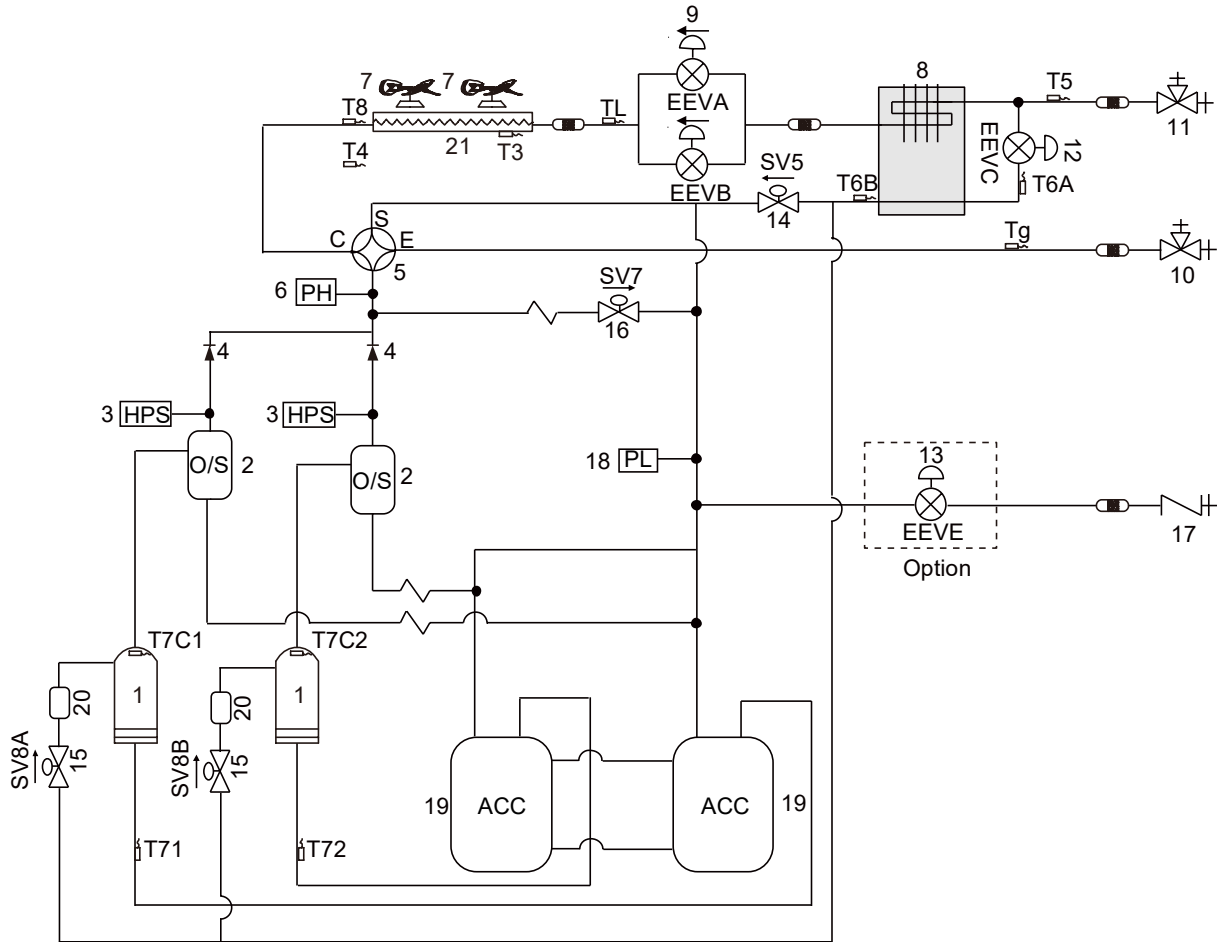 9
7 7
8
T8
TL
EEVA
T5
21
T3
T4
11
EEVC
12
EEVB
SV5
T6B
T6A
14
S
C
E
5
Tg
10
6 PH
SV7
16
4
4
3 HPS
3 HPS
O/S 2
O/S 2
18 PL
13
EEVE
17
Option
T7C1
T7C2
1
1
20
20
SV8A
15
SV8B
15
19
ACC
ACC
19
T71
T72